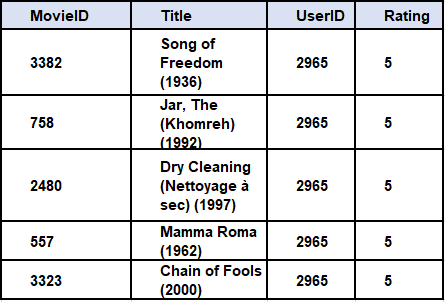 MovieID Title UserID Rating
Song of
3382 Freedom 2965 5
(1936)
Jar, The
758 (Khomreh) 2965 5
(1992)
Dry Cleaning
2480 (Nettoyage à 2965 5
sec) (1997)
557 Mamma Roma 2965 5
(1962)
3323 Chain of Fools 2965 5
(2000)